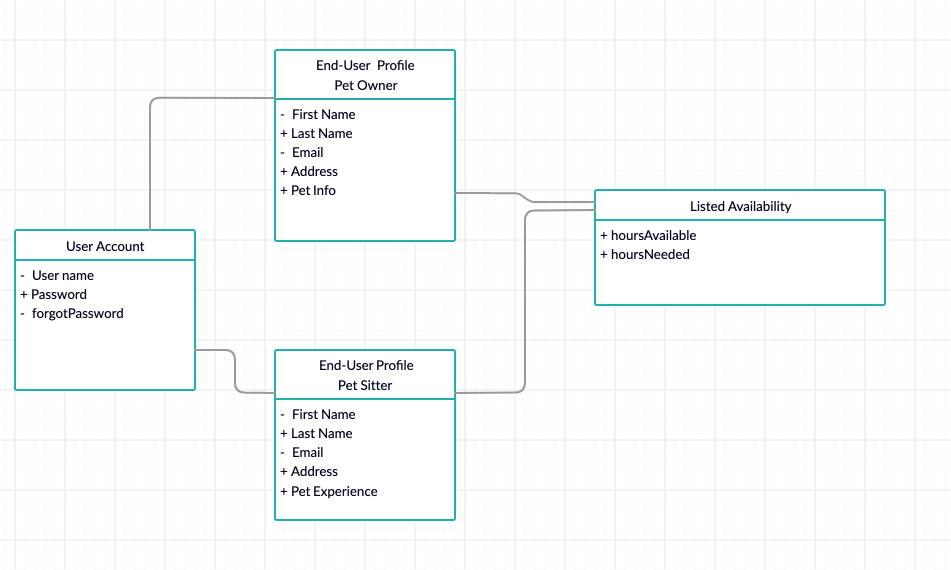 End-User Profile
Pet Owner
- First Name
+ Last Name
- Email
+ Address
+ Pet Info
Listed Availability
+ hoursAvailable
+ hoursNeeded
User Account
- User name
+ Password
- forgotPassword
End-User Profile
Pet Sitter
- First Name
+ Last Name
- Email
+ Address
+ Pet Experience